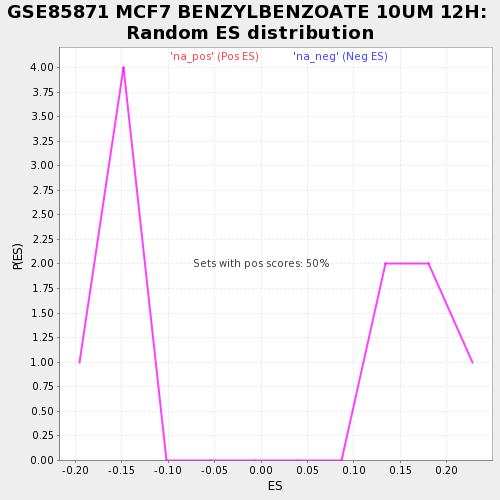 GSE85871 MCF7 BENZYLBENZOATE 10UM 12H:
Random ES distribution
'na_pos' (Pos ES) 'na_neg' (Neg ES)
4.00
3.75
3.50
3.25
3.00
2.75
2.50
2.25
2.00
1.75
1.50
1.25
1.00
0.75
0.50
0.25
0.00
P(ES)
Sets with pos scores: 50%
-0.20 -0.15 -0.10 -0.05 0.00 0.05 0.10 0.15 0.20
ES